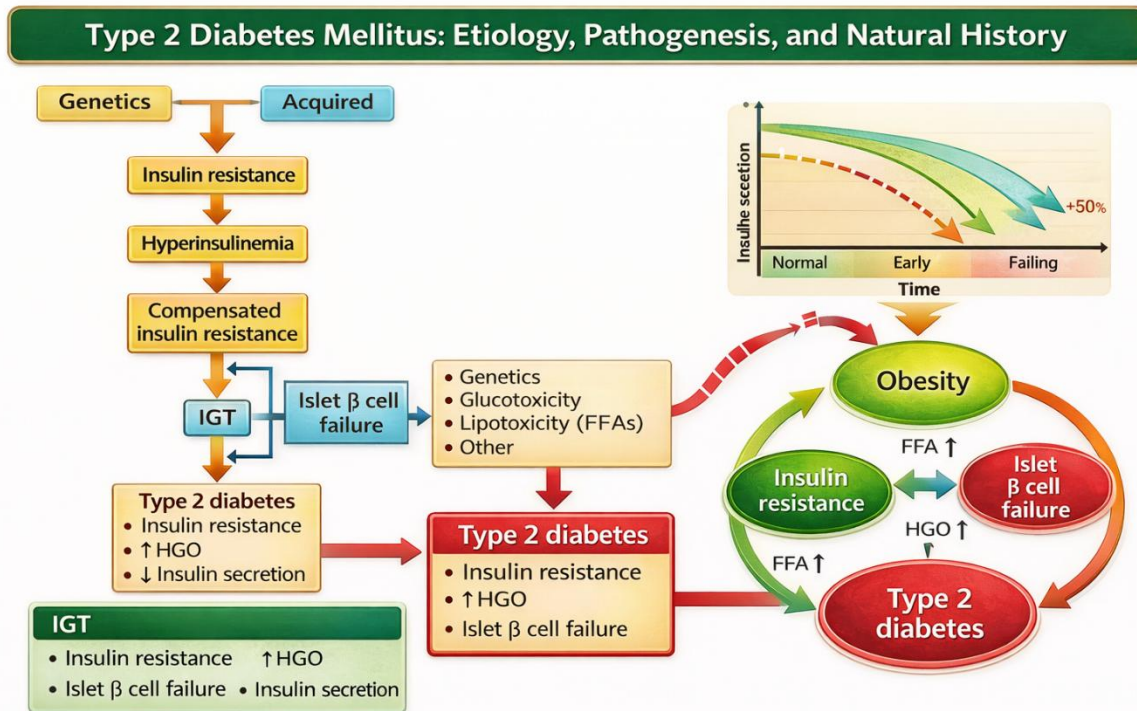 Type 2 Diabetes Mellitus: Etiology, Pathogenesis, and Natural History
Genetics
Acquired
Insulin resistance
Hyperinsulinemia
Compensated
insulin resistance
IGT
Islet β cell
failure
Type 2 diabetes
• Insulin resistance
• ↑ HGO
• ↓ Insulin secretion
IGT
• Insulin resistance ↑ HGO
• Islet β cell failure • Insulin secretion
• Genetics
• Glucotoxicity
• Lipotoxicity (FFAs)
• Other
Type 2 diabetes
• Insulin resistance
• ↑ HGO
• Islet β cell failure
Insulhe sccetion
+50%
Normal
Early
Failing
Time
Obesity
FFA ↑
Insulin
resistance
Islet
β cell
failure
HGO ↑
FFA ↑
Type 2
diabetes